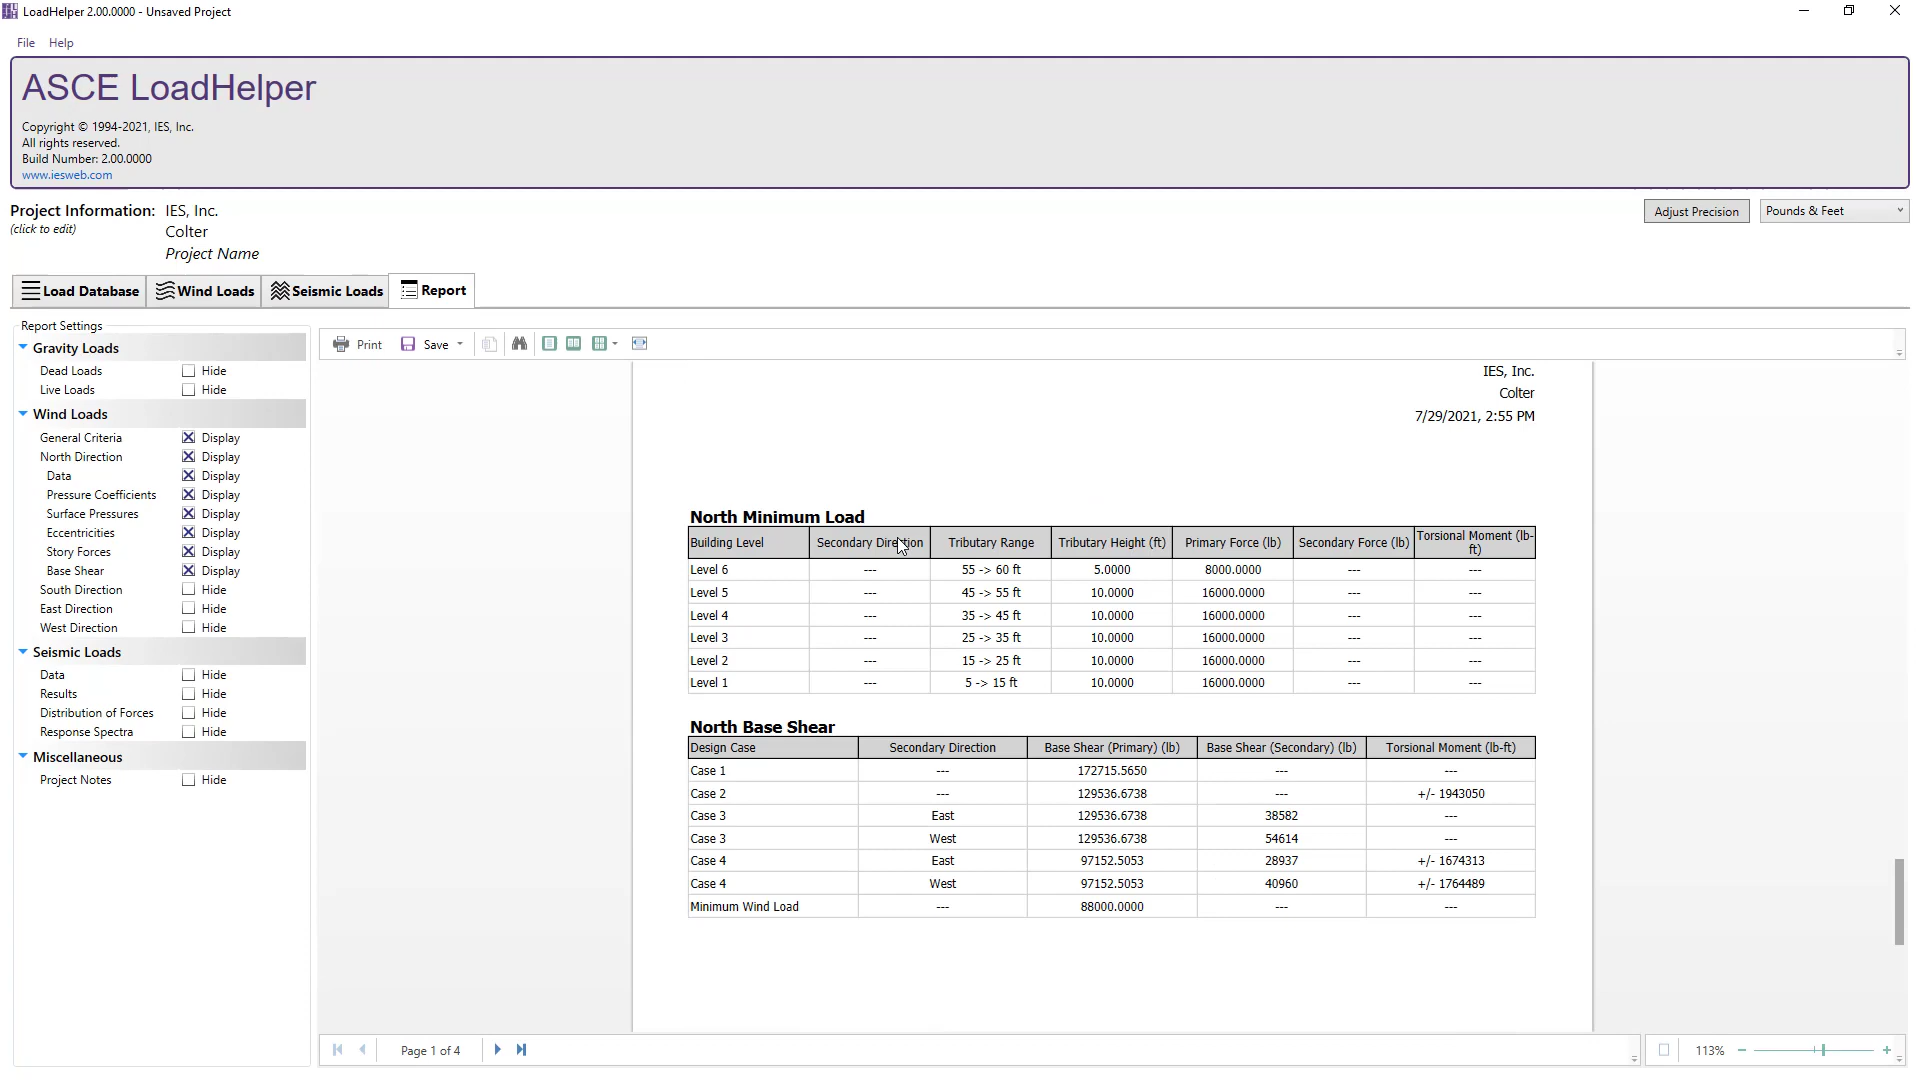 LoadHelper 2.00.0000 - Unsaved Project
File Help
ASCE LoadHelper
Copyright © 1994-2021, IES, Inc.
All rights reserved.
Build Number: 2.00.0000
www.iesweb.com
Project Information: IES, Inc.
(click to edit)
Colter
Project Name
Adjust Precision Pounds & Feet
Load Database Wind Loads Seismic Loads Report
Report Settings
Gravity Loads
Dead Loads Hide
Live Loads Hide
Wind Loads
General Criteria Display
North Direction Display
Data Display
Pressure Coefficients Display
Surface Pressures Display
Eccentricities Display
Story Forces Display
Base Shear Display
South Direction Hide
East Direction Hide
West Direction Hide
Seismic Loads
Data Hide
Results Hide
Distribution of Forces Hide
Response Spectra Hide
Miscellaneous
Project Notes Hide
Print Save
IES, Inc.
Colter
7/29/2021, 2:55 PM
North Minimum Load
Building Level Secondary Direction Tributary Range Tributary Height (ft) Primary Force (lb) Secondary Force (lb) Torsional Moment (lb-ft)
Level 6 --- 55 -> 60 ft 5.0000 8000.0000 --- ---
Level 5 --- 45 -> 55 ft 10.0000 16000.0000 --- ---
Level 4 --- 35 -> 45 ft 10.0000 16000.0000 --- ---
Level 3 --- 25 -> 35 ft 10.0000 16000.0000 --- ---
Level 2 --- 15 -> 25 ft 10.0000 16000.0000 --- ---
Level 1 --- 5 -> 15 ft 10.0000 16000.0000 --- ---
North Base Shear
Design Case Secondary Direction Base Shear (Primary) (lb) Base Shear (Secondary) (lb) Torsional Moment (lb-ft)
Case 1 --- 172715.5650 --- ---
Case 2 --- 129536.6738 --- +/- 1943050
Case 3 East 129536.6738 38582 ---
Case 3 West 129536.6738 54614 ---
Case 4 East 97152.5053 28937 +/- 1674313
Case 4 West 97152.5053 40960 +/- 1764489
Minimum Wind Load --- 88000.0000 --- ---
Page 1 of 4
113%